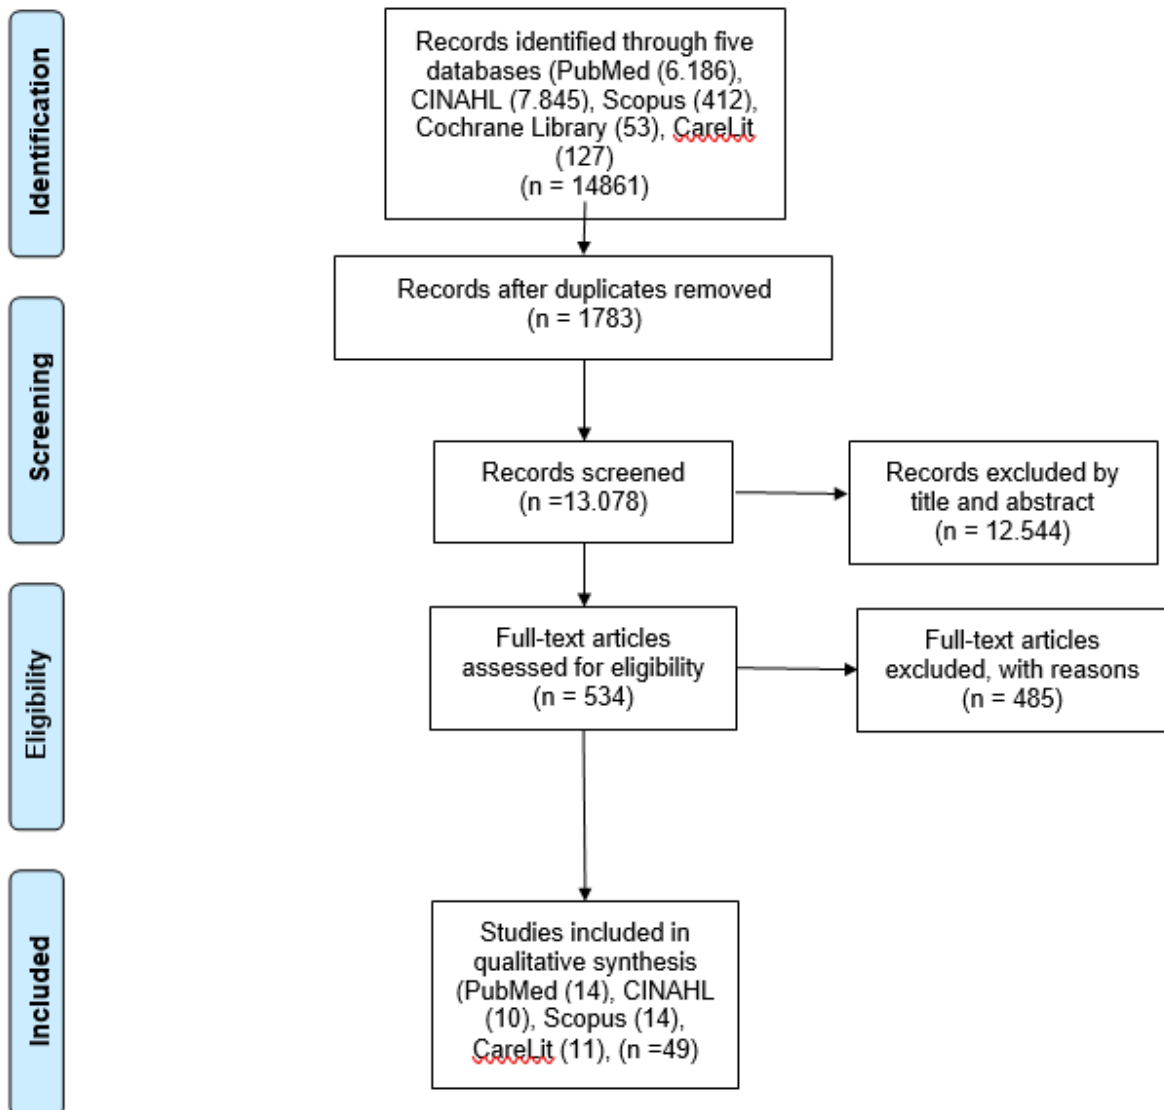 Identification
Records identified through five
databases (PubMed (6.186),
CINAHL (7.845), Scopus (412),
Cochrane Library (53), CareLit
(127)
(n = 14861)
Records after duplicates removed
(n = 1783)
Screening
Records screened
(n =13.078)
Records excluded by
title and abstract
(n = 12.544)
Eligibility
Full-text articles
assessed for eligibility
(n = 534)
Full-text articles
excluded, with reasons
(n = 485)
Included
Studies included in
qualitative synthesis
(PubMed (14), CINAHL
(10), Scopus (14),
CareLit (11), (n =49)